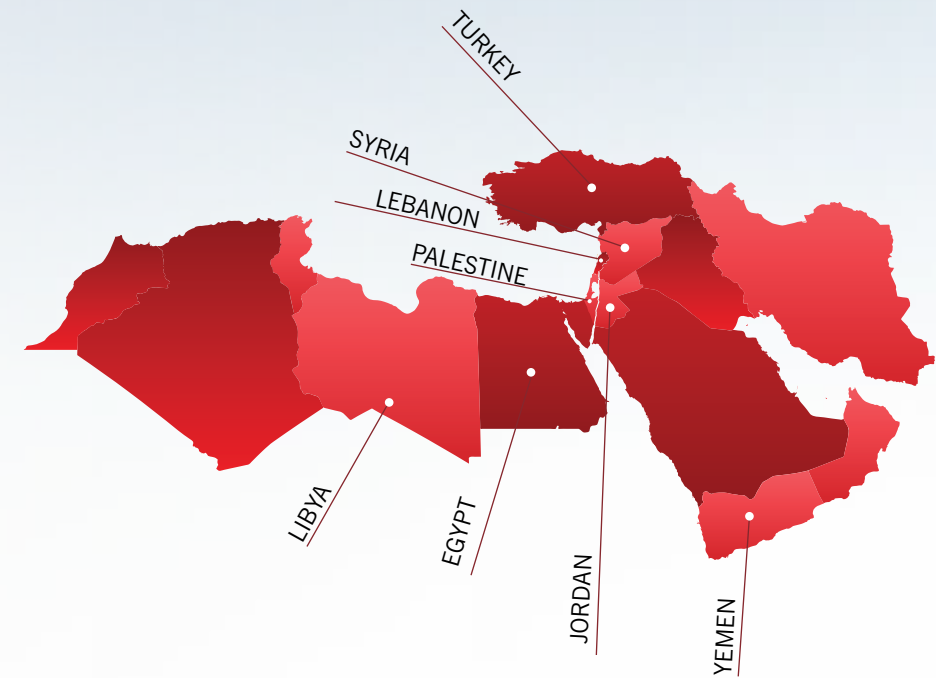 TURKEY
SYRIA
LEBANON
PALESTINE
LIBYA
EGYPT
JORDAN
YEMEN